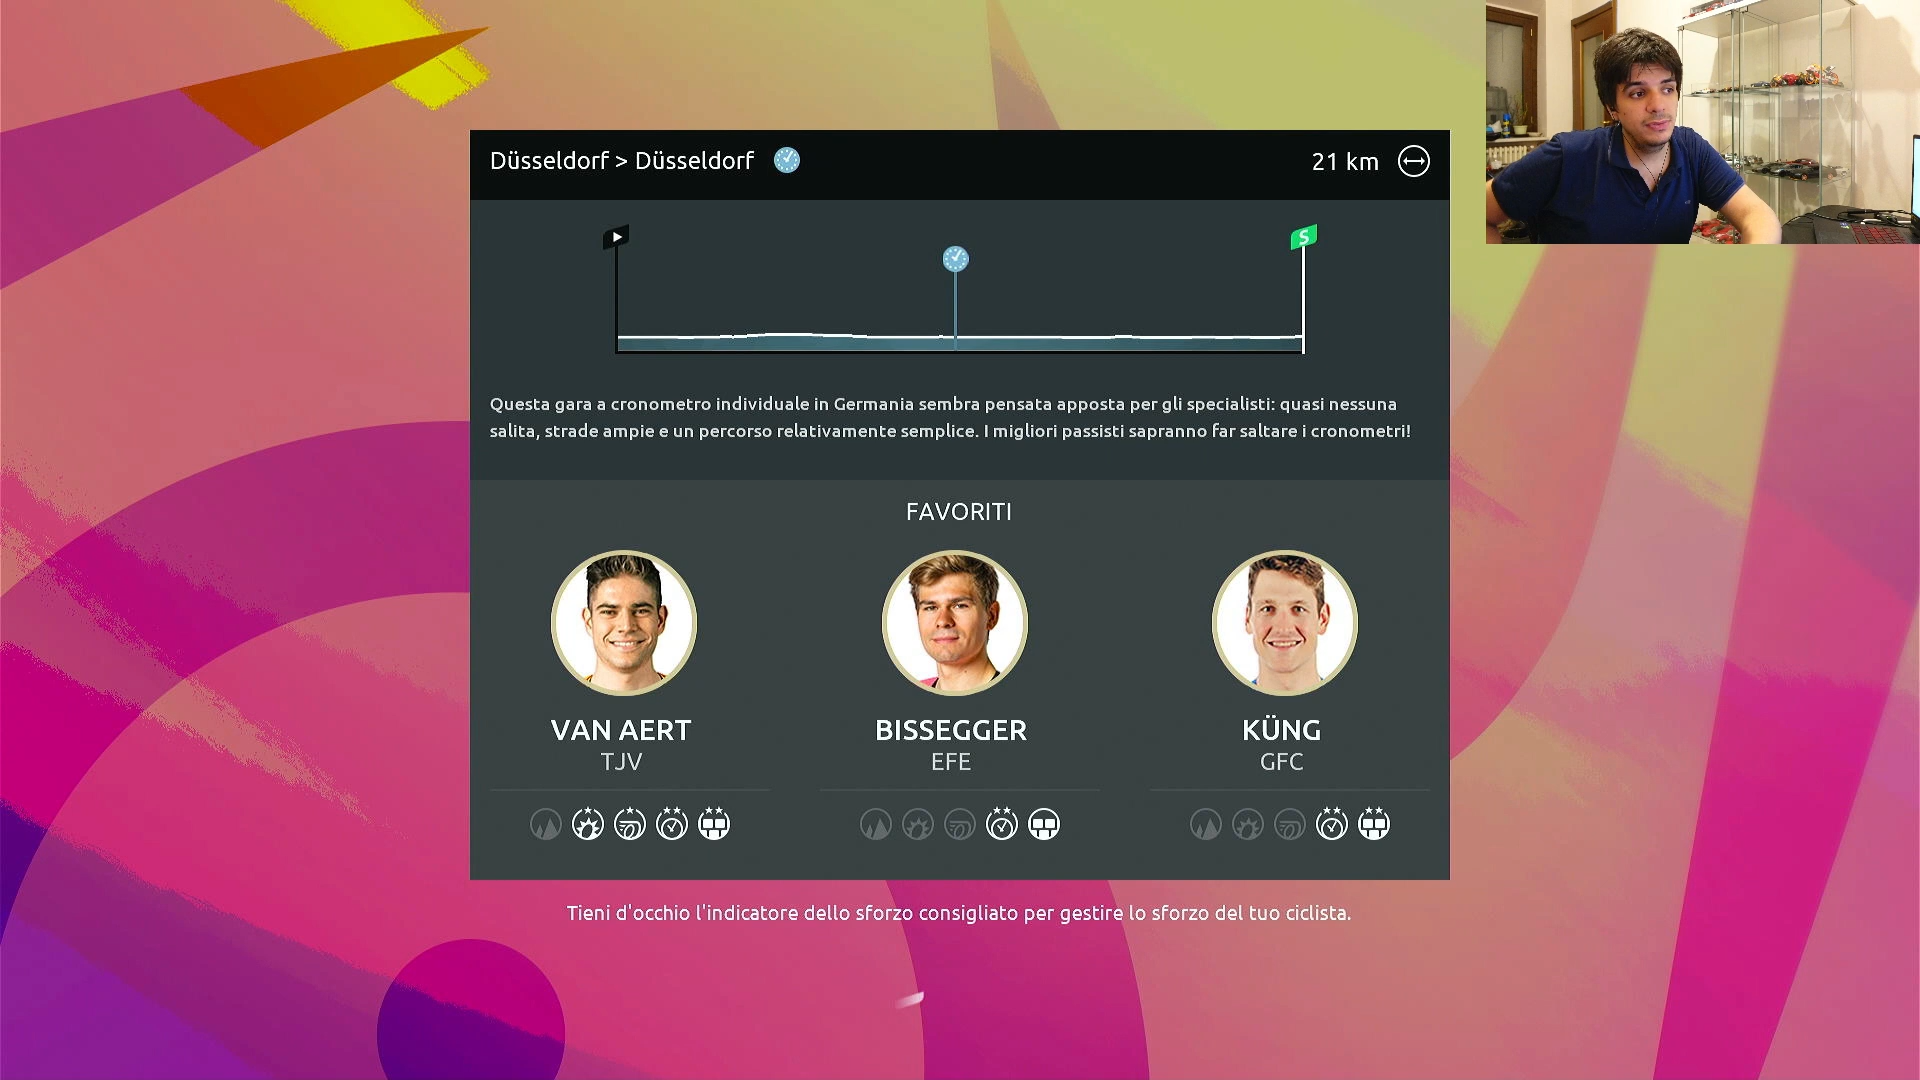 Düsseldorf > Düsseldorf
21 km
S
Questa gara a cronometro individuale in Germania sembra pensata apposta per gli specialisti: quasi nessuna
salita, strade ampie e un percorso relativamente semplice. I migliori passisti sapranno far saltare i cronometri!
FAVORITI
VAN AERT
TJV
BISSEGGER
EFE
KÜNG
GFC
Tieni d'occhio l'indicatore dello sforzo consigliato per gestire lo sforzo del tuo ciclista.